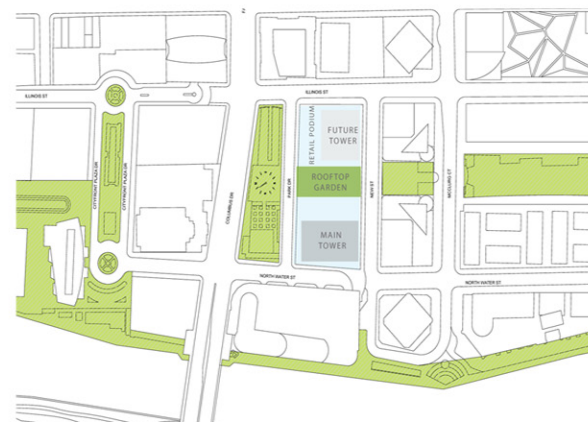 Z
ILLINOIS ST
ILLINOIS ST
CITYFRONT PLAZA DR
CITYFRONT PLAZA DR
COLUMBUS DR
PARK DR
RETAIL PODIUM
FUTURE
TOWER
ROOFTOP
GARDEN
MAIN
TOWER
NEW ST
MCCLURG CT
NORTH WATER ST
NORTH WATER ST